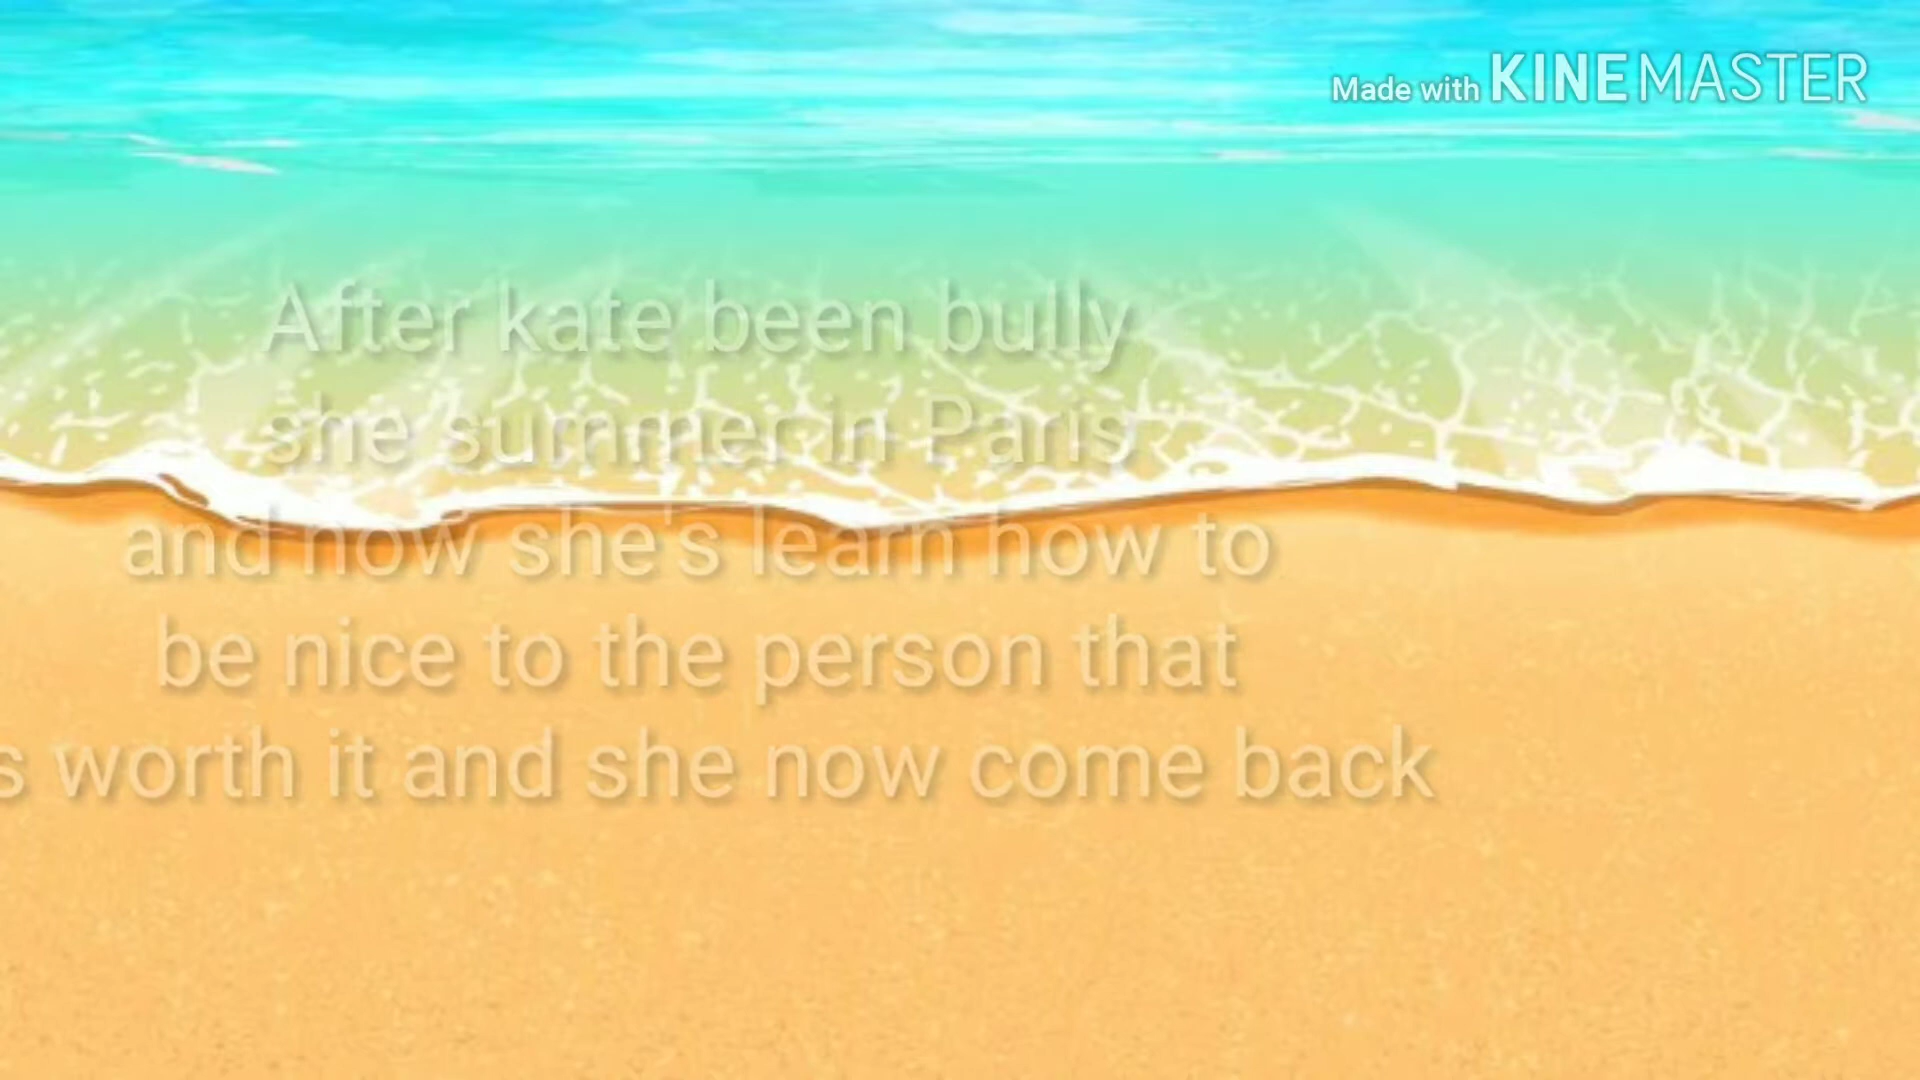 Made with KINEMASTER
After kate been bully
she summer in Paris
and now she's learn how to
be nice to the person that
s worth it and she now come back